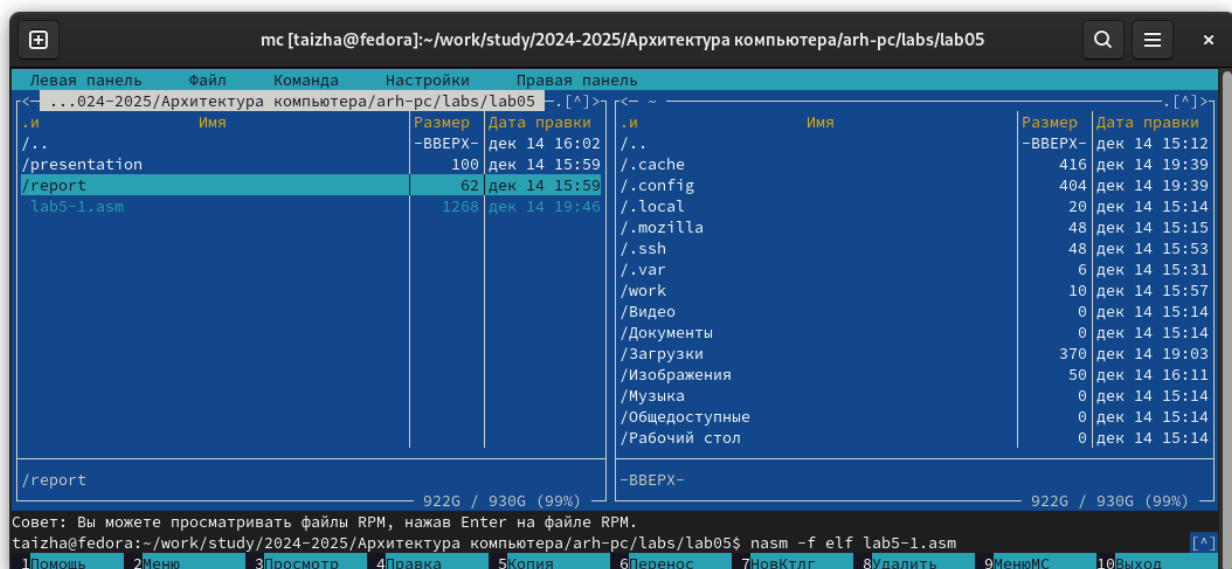 mc [taizha@fedora]:~/work/study/2024-2025/Архитектура компьютера/arh-pc/labs/lab05
Левая панель Файл Команда Настройки Правая панель
<— ...024-2025/Архитектура компьютера/arh-pc/labs/lab05 —.[^]>
.и Имя Размер Дата правки
/.. -ВВЕРХ- дек 14 16:02
/presentation 100 дек 14 15:59
/report 62 дек 14 15:59
lab5-1.asm 1268 дек 14 19:46
/report
922G / 930G (99%)
<— ~ —.[^]>
.и Имя Размер Дата правки
/.. -ВВЕРХ- дек 14 15:12
/.cache 416 дек 14 19:39
/.config 404 дек 14 19:39
/.local 20 дек 14 15:14
/.mozilla 48 дек 14 15:15
/.ssh 48 дек 14 15:53
/.var 6 дек 14 15:31
/work 10 дек 14 15:57
/Видео 0 дек 14 15:14
/Документы 0 дек 14 15:14
/Загрузки 370 дек 14 19:03
/Изображения 50 дек 14 16:11
/Музыка 0 дек 14 15:14
/Общедоступные 0 дек 14 15:14
/Рабочий стол 0 дек 14 15:14
-ВВЕРХ-
922G / 930G (99%)
Совет: Вы можете просматривать файлы RPM, нажав Enter на файле RPM.
taizha@fedora:~/work/study/2024-2025/Архитектура компьютера/arh-pc/labs/lab05$ nasm -f elf lab5-1.asm [^]
1Помощь 2Меню 3Просмотр 4Правка 5Копия 6Перенос 7НовКтлг 8Удалить 9МенюМС 10Выход